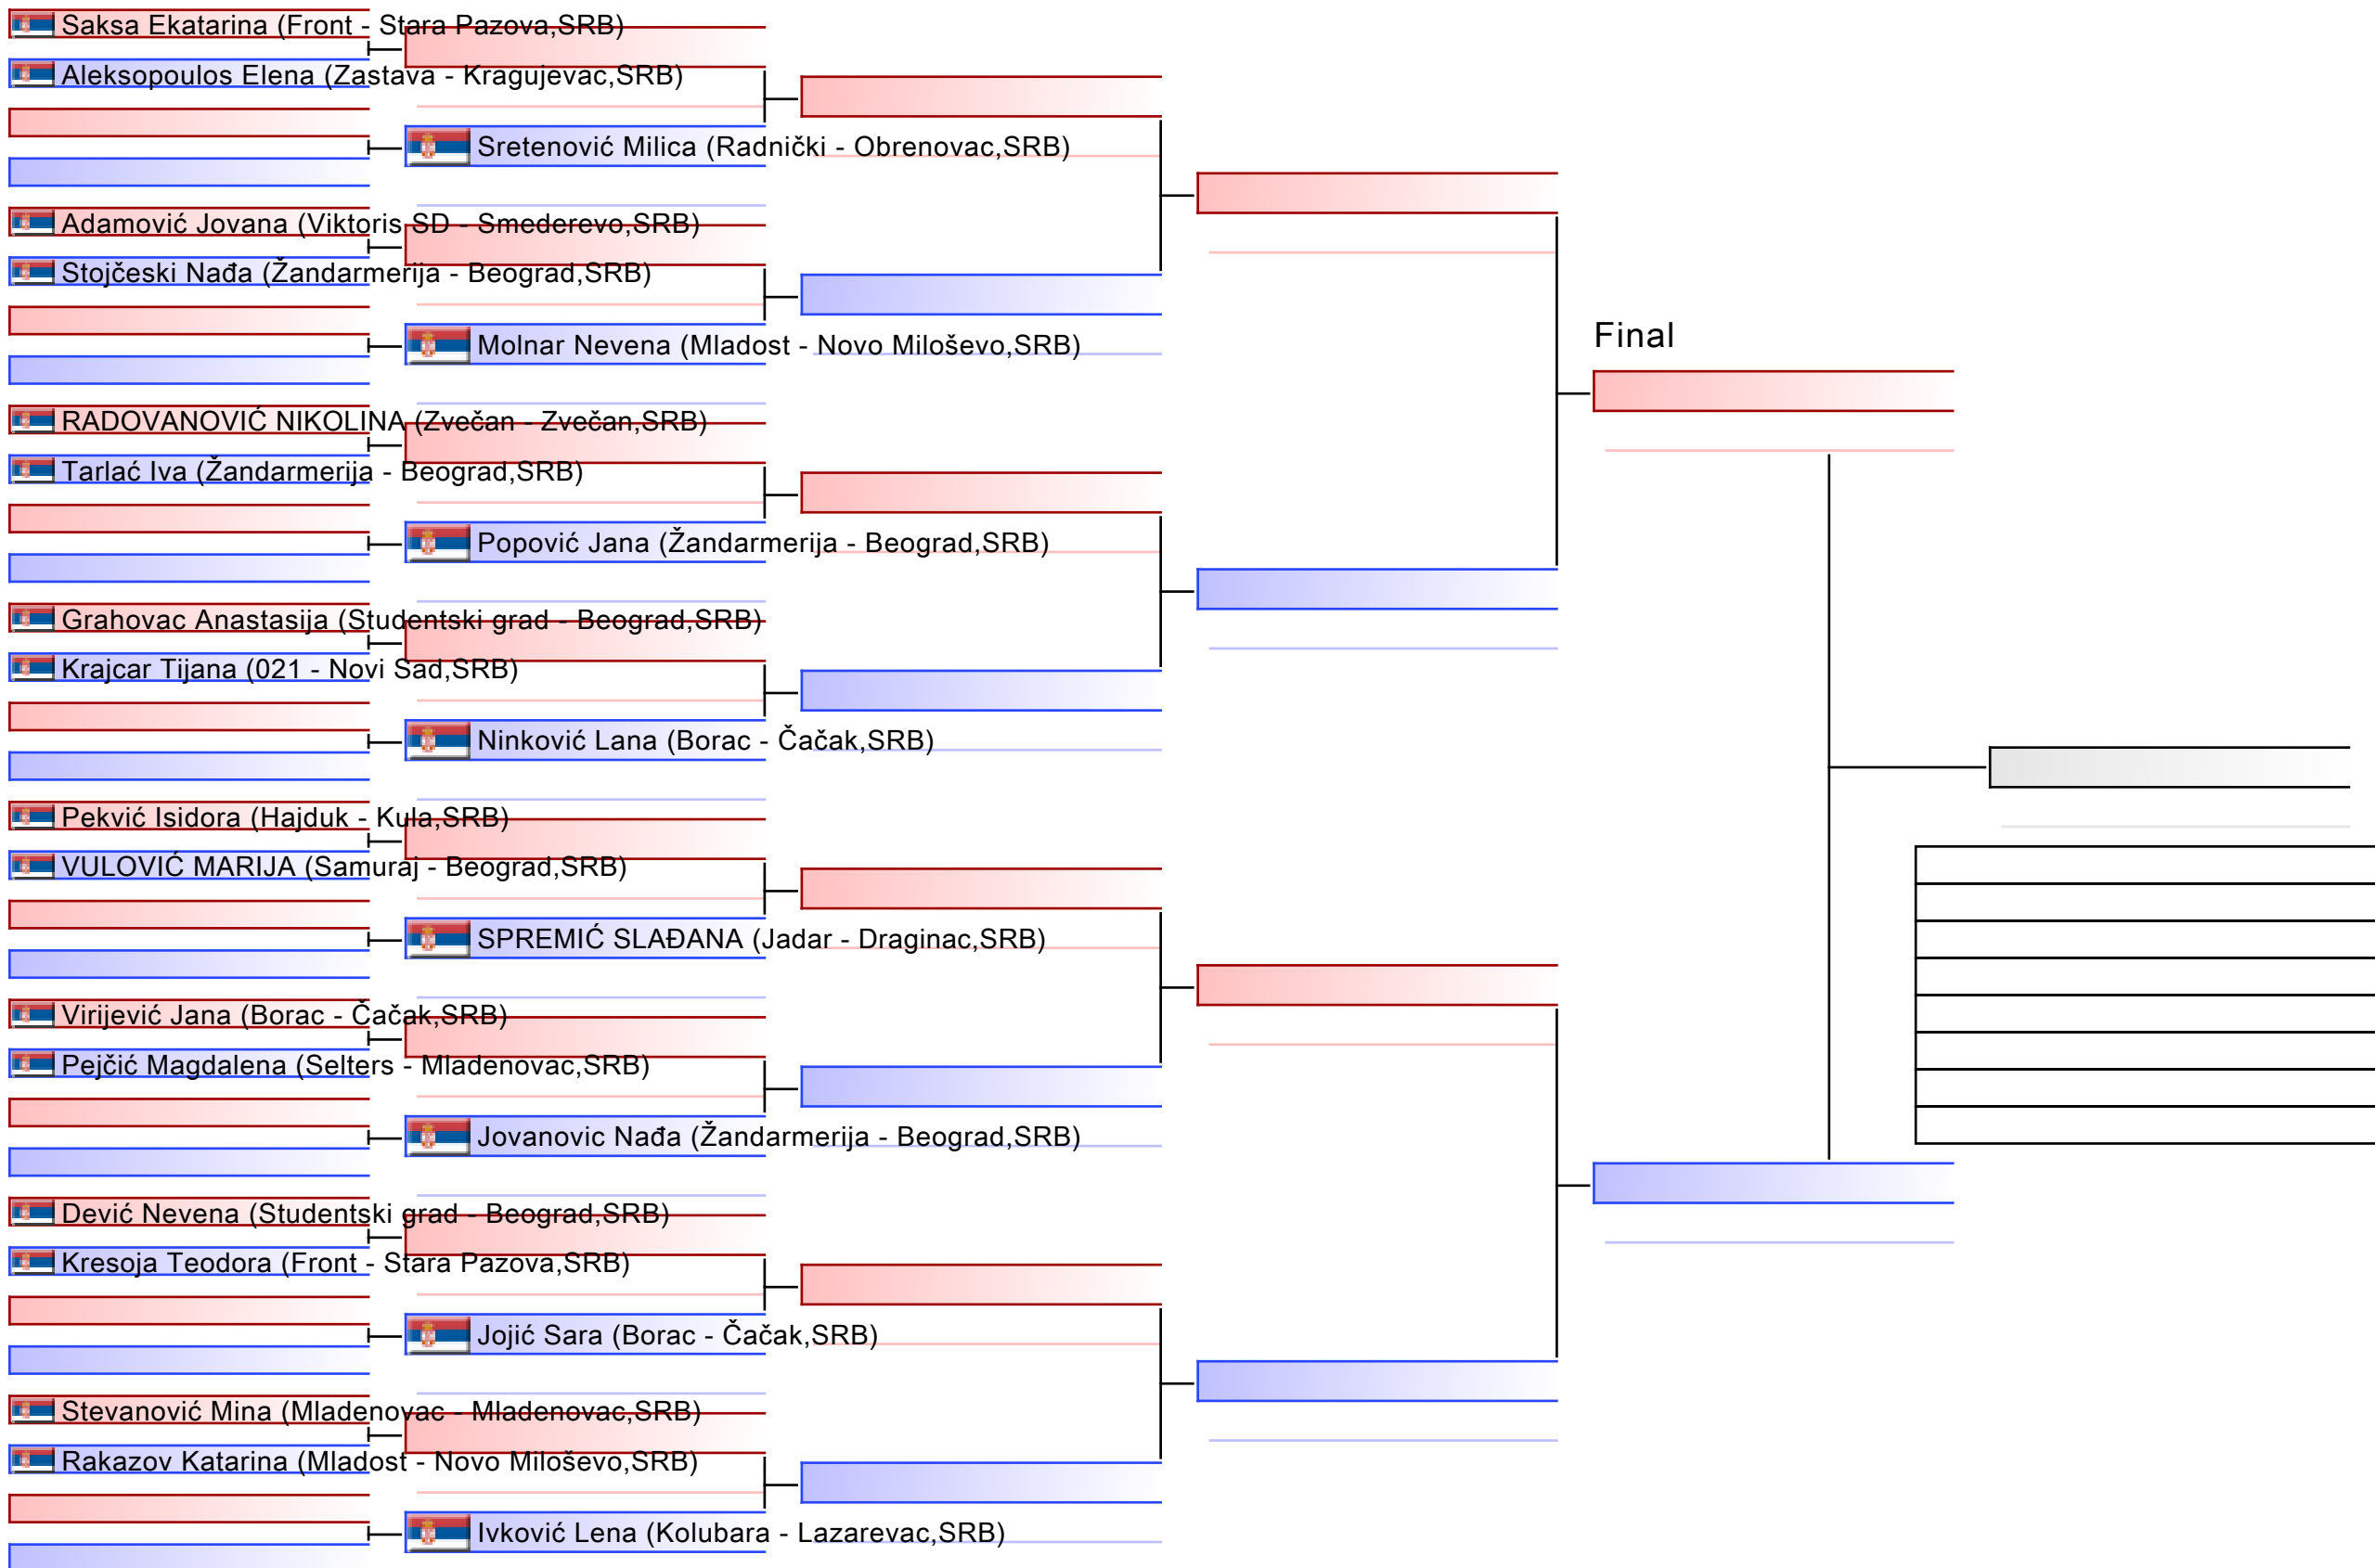 Saksa Ekatarina (Front - Stara Pazova,SRB)
Aleksopoulos Elena (Zastava - Kragujevac,SRB)
Sretenović Milica (Radnički - Obrenovac,SRB)
Adamović Jovana (Viktoris SD - Smederevo,SRB)
Stojčeski Nađa (Žandarmerija - Beograd,SRB)
Final
Molnar Nevena (Mladost - Novo Miloševo,SRB)
RADOVANOVIĆ NIKOLINA (Zvečan - Zvečan,SRB)
Tarlać Iva (Žandarmerija - Beograd,SRB)
Popović Jana (Žandarmerija - Beograd,SRB)
Grahovac Anastasija (Studentski grad - Beograd,SRB)
Krajcar Tijana (021 - Novi Sad,SRB)
Ninković Lana (Borac - Čačak,SRB)
Pekvić Isidora (Hajduk - Kula,SRB)
VULOVIĆ MARIJA (Samuraj - Beograd,SRB)
SPREMIĆ SLAĐANA (Jadar - Draginac,SRB)
Virijević Jana (Borac - Čačak,SRB)
Pejčić Magdalena (Selters - Mladenovac,SRB)
Jovanovic Nađa (Žandarmerija - Beograd,SRB)
Dević Nevena (Studentski grad - Beograd,SRB)
Kresoja Teodora (Front - Stara Pazova,SRB)
Jojić Sara (Borac - Čačak,SRB)
Stevanović Mina (Mladenovac - Mladenovac,SRB)
Rakazov Katarina (Mladost - Novo Miloševo,SRB)
Ivković Lena (Kolubara - Lazarevac,SRB)